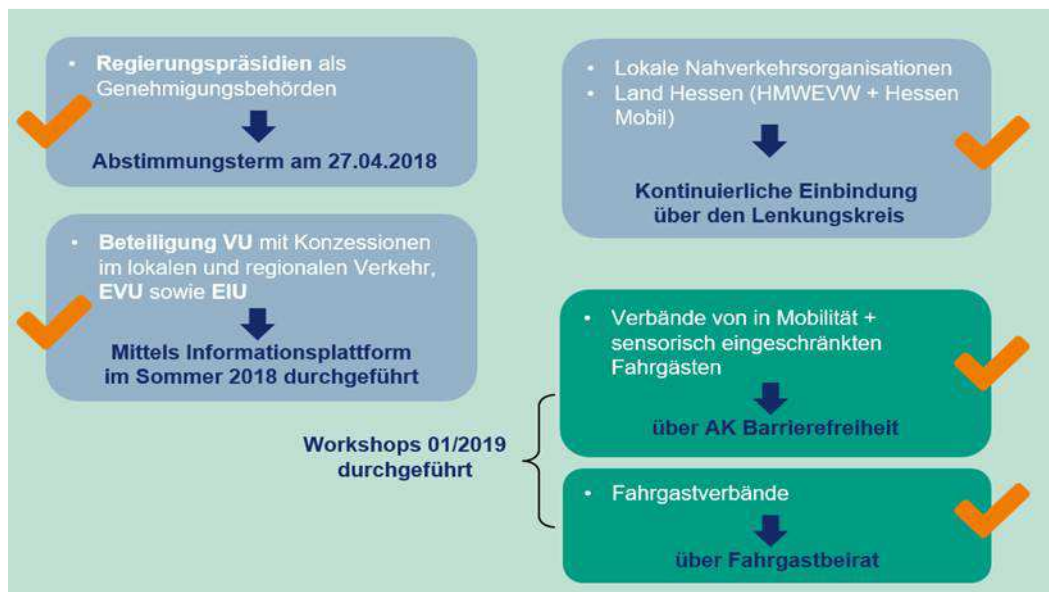 • Regierungspräsidien als
Genehmigungsbehörden
Abstimmungsterm am 27.04.2018
• Beteiligung VU mit Konzessionen
im lokalen und regionalen Verkehr,
EVU sowie EIU
Mittels Informationsplattform
im Sommer 2018 durchgeführt
• Lokale Nahverkehrsorganisationen
• Land Hessen (HMWEVW + Hessen
Mobil)
Kontinuierliche Einbindung
über den Lenkungskreis
Workshops 01/2019
durchgeführt
• Verbände von in Mobilität +
sensorisch eingeschränkten
Fahrgästen
über AK Barrierefreiheit
• Fahrgastverbände
über Fahrgastbeirat